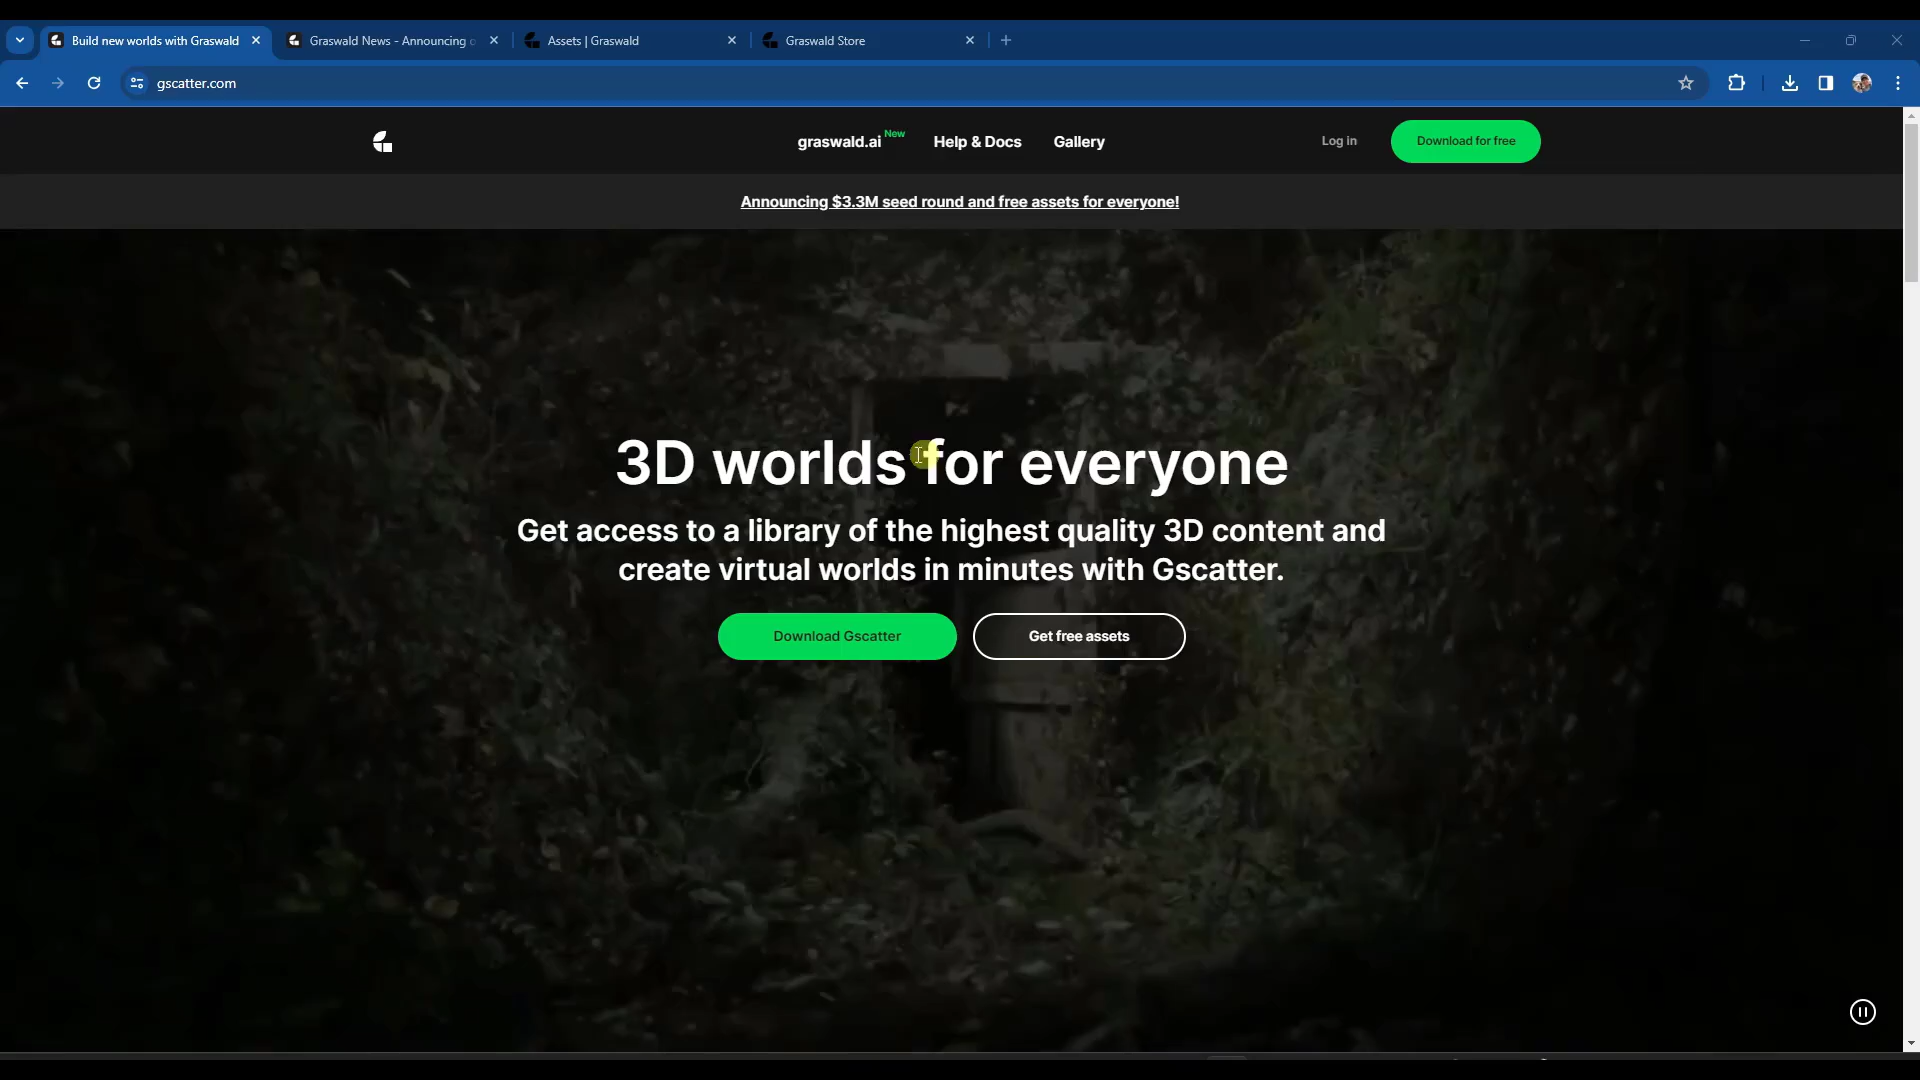 Build new worlds with Graswald
Graswald News - Announcing
Assets | Graswald
Graswald Store
gscatter.com
graswald.ai New
Help & Docs
Gallery
Log in
Download for free
Announcing $3.3M seed round and free assets for everyone!
3D worlds for everyone
Get access to a library of the highest quality 3D content and
create virtual worlds in minutes with Gscatter.
Download Gscatter
Get free assets